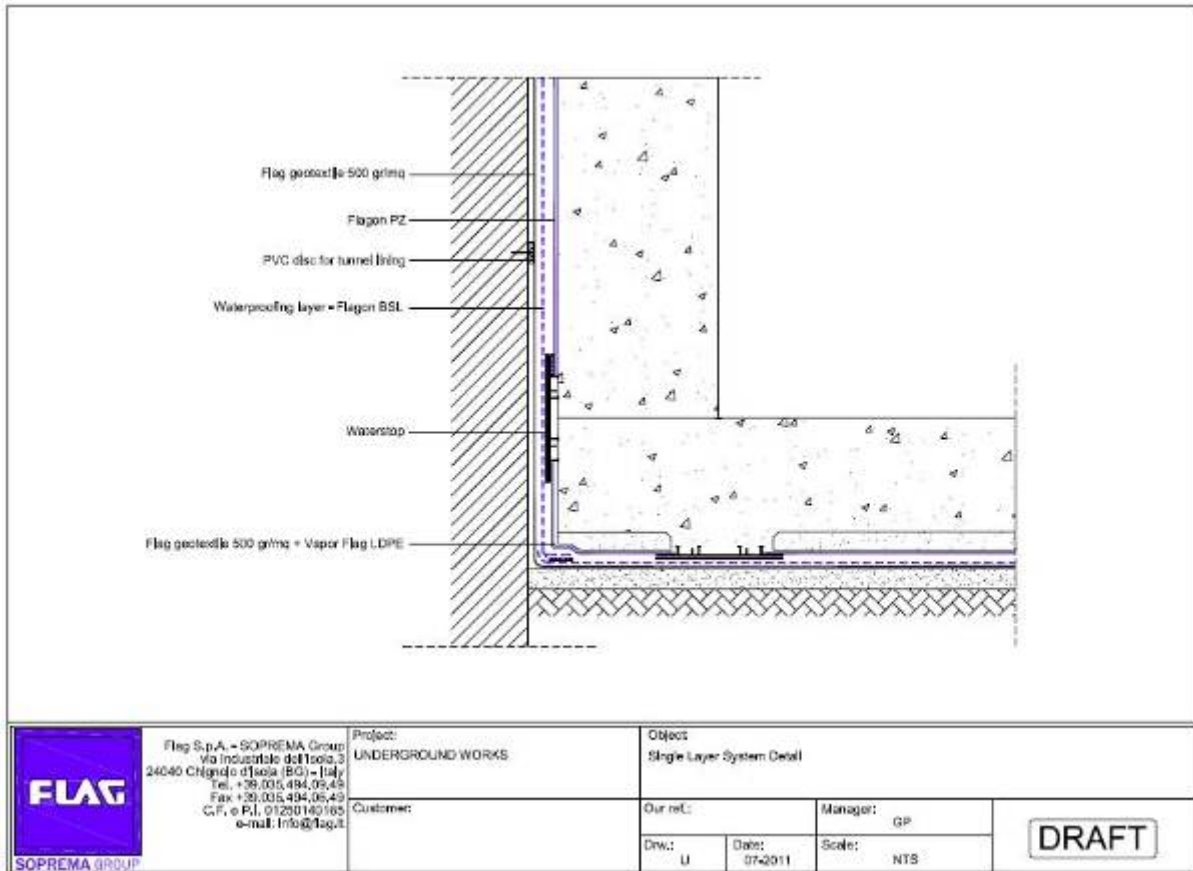 Flag geotextile 500 gr/mq
Flagon PZ
PVC disc for tunnel lining
Waterproofing layer - Flagon BSL
Waterstop
Flag geotextile 500 gr/mq + Vapor Flag LDPE
FLAG
SOPREMA GROUP
Flag S.p.A. - SOPREMA Group
via Industriale dell'Isola,3
24040 Chignolo d'Isola (BG) - Italy
Tel. +39.035.494.09.49
Fax +39.035.494.06.49
C.F. e P.I. 01250140165
e-mail: info@flag.it
Project:
UNDERGROUND WORKS
Customer:
Object:
Single Layer System Detail
Our ref.:
Manager:
GP
Drw.:
LI
Date:
07-2011
Scale:
NTS
DRAFT